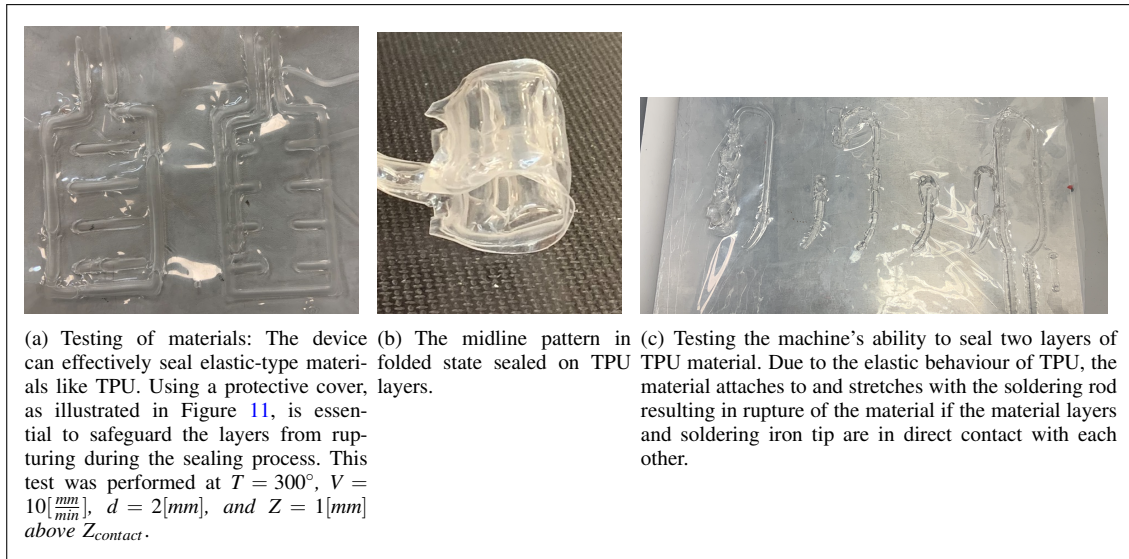 (a) Testing of materials: The device
can effectively seal elastic-type materi-
als like TPU. Using a protective cover,
as illustrated in Figure 11, is essen-
tial to safeguard the layers from rup-
turing during the sealing process. This
test was performed at T = 300°, V =
10[mm/min], d = 2[mm], and Z = 1[mm]
above Zcontact.
(b) The midline pattern in
folded state sealed on TPU
layers.
(c) Testing the machine's ability to seal two layers of
TPU material. Due to the elastic behaviour of TPU, the
material attaches to and stretches with the soldering rod
resulting in rupture of the material if the material layers
and soldering iron tip are in direct contact with each
other.